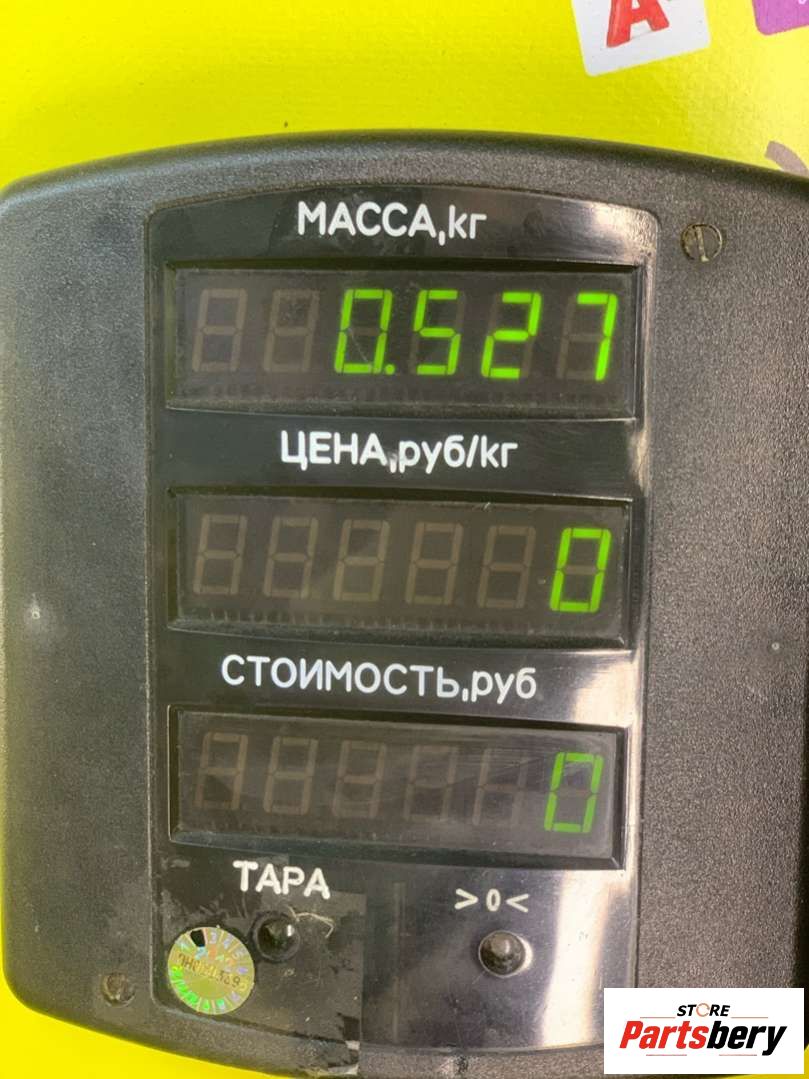 А
МАССА,кг
0.527
ЦЕНА,руб/кг
0
СТОИМОСТЬ,руб
0
ТАРА
>0<
STORE
Partsbery